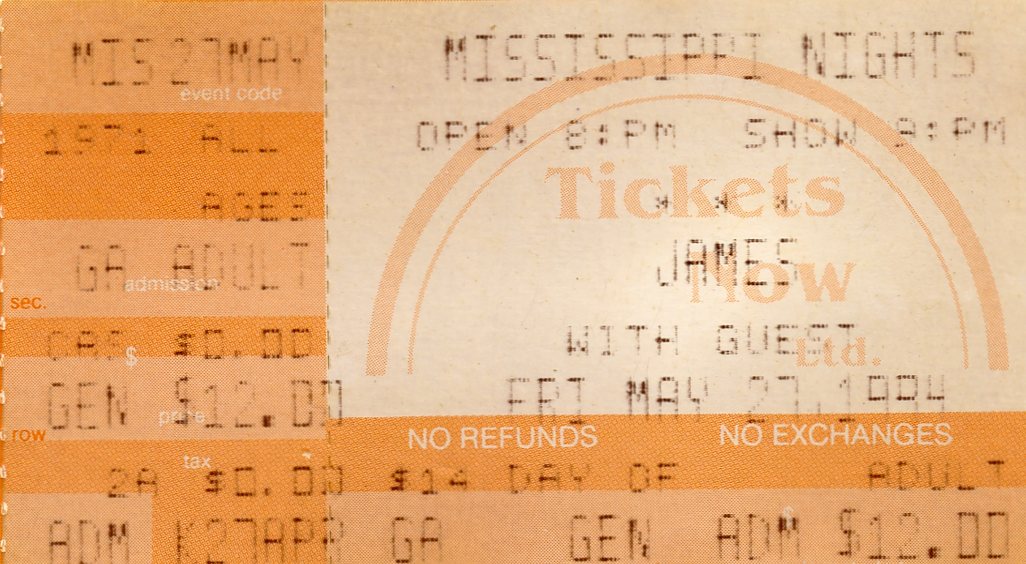 MIS27MAY
event code
1571 ALL
AGES
GA ADULT
admission
sec.
CAS $0.00
$
GEN $12.00
price
row
tax
2A $0.00
ADM K27APR
MISSISSIPPI NIGHTS
OPEN 8:PM SHOW 9:PM
Tickets
* * *
JAMES
Now
WITH GUEST
Ltd.
FRI MAY 27,1994
NO REFUNDS NO EXCHANGES
$14 DAY OF ADULT
GA GEN ADM $12.00